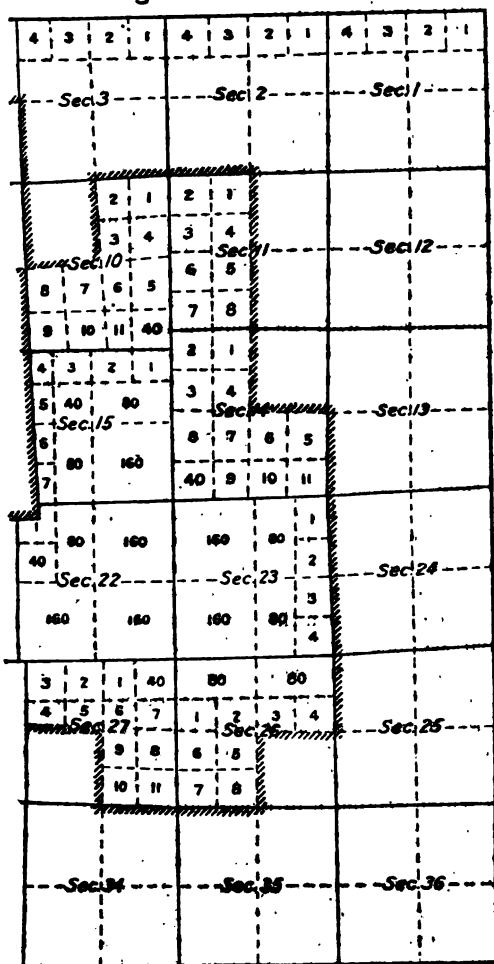 4 3 2 1 4 3 2 1 4 3 2 1
Sec. 3 Sec. 2 Sec. 1
2 1 2 1
3 4 3 4
Sec. 10 Sec. 11 Sec. 12
6 5
8 7 6 5
7 8
9 10 11 40
4 3 2 1
2 1
5 40 80
3 4
Sec. 15 Sec. 13
6
8 7 6 5
80 160
7
40 9 10 11
80 160 160 80 1
40 2
Sec. 22 Sec. 23 Sec. 24
3
160 160 160 80
4
3 2 1 40 80 80
4 5 6 7 1 2 3 4
Sec. 27 Sec. 26 Sec. 25
9 8 6 5
10 11 7 8
Sec. 34 Sec. 35 Sec. 36